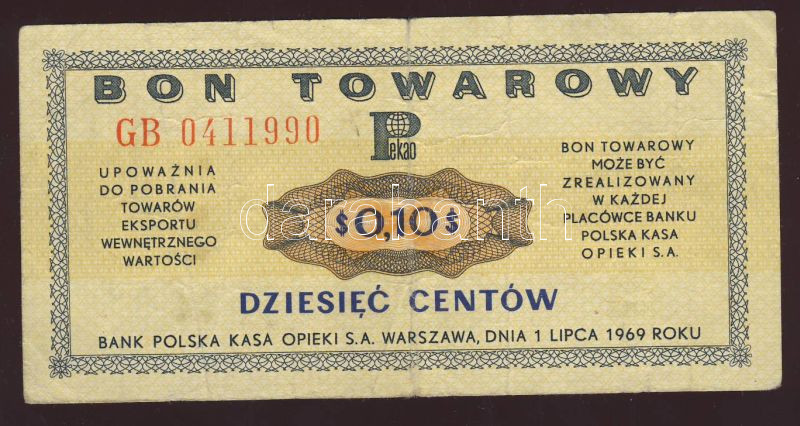 BON TOWAROWY
GB 0411990
Pekao
UPOWAŻNIA
DO POBRANIA
TOWARÓW
EKSPORTU
WEWNĘTRZNEGO
WARTOŚCI
$0,10$
BON TOWAROWY
MOŻE BYĆ
ZREALIZOWANY
W KAŻDEJ
PLACÓWCE BANKU
POLSKA KASA
OPIEKI S.A.
darabanth
DZIESIĘĆ CENTÓW
BANK POLSKA KASA OPIEKI S.A. WARSZAWA, DNIA 1 LIPCA 1969 ROKU